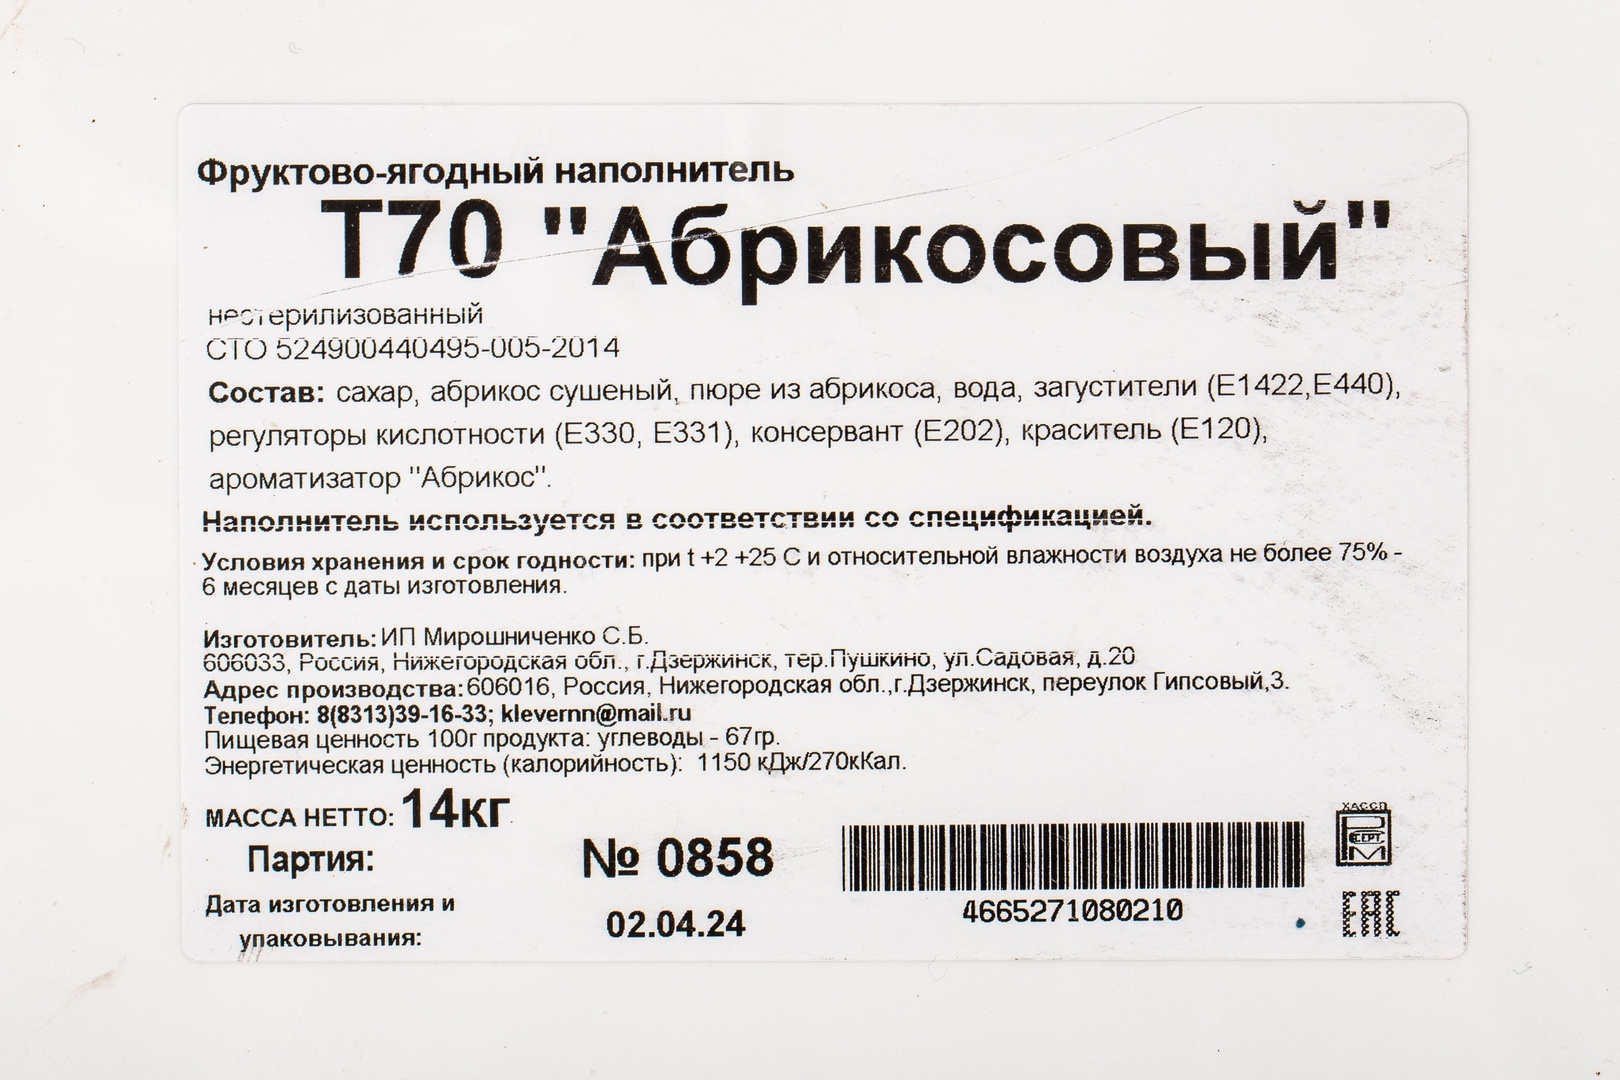 Фруктово-ягодный наполнитель
Т70 "Абрикосовый"
нестерилизованный
СТО 524900440495-005-2014
Состав: сахар, абрикос сушеный, пюре из абрикоса, вода, загустители (Е1422,Е440),
регуляторы кислотности (Е330, Е331), консервант (Е202), краситель (Е120),
ароматизатор "Абрикос".
Наполнитель используется в соответствии со спецификацией.
Условия хранения и срок годности: при t +2 +25 С и относительной влажности воздуха не более 75% -
6 месяцев с даты изготовления.
Изготовитель: ИП Мирошниченко С.Б.
606033, Россия, Нижегородская обл., г.Дзержинск, тер.Пушкино, ул.Садовая, д.20
Адрес производства: 606016, Россия, Нижегородская обл.,г.Дзержинск, переулок Гипсовый,3.
Телефон: 8(8313)39-16-33; klevernn@mail.ru
Пищевая ценность 100г продукта: углеводы - 67гр.
Энергетическая ценность (калорийность): 1150 кДж/270кКал.
МАССА НЕТТО: 14кг
Партия: № 0858
Дата изготовления и
упаковывания: 02.04.24
4665271080210
ХАССП
СЕРТ
ЕАС